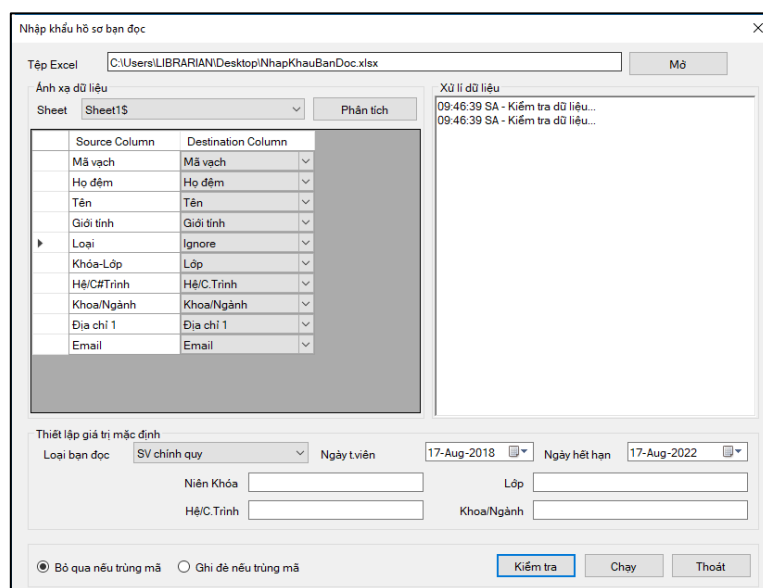 Nhập khẩu hồ sơ bạn đọc
Tệp Excel C:\Users\LIBRARIAN\Desktop\NhapKhauBanDoc.xlsx Mở
Ánh xạ dữ liệu Xử lí dữ liệu
Sheet Sheet1$ Phân tích
09:46:39 SA - Kiểm tra dữ liệu...
09:46:39 SA - Kiểm tra dữ liệu...
Source Column Destination Column
Mã vạch Mã vạch
Họ đệm Họ đệm
Tên Tên
Giới tính Giới tính
Loại Ignore
Khóa-Lớp Lớp
Hệ/C#Trình Hệ/C.Trình
Khoa/Ngành Khoa/Ngành
Địa chỉ 1 Địa chỉ 1
Email Email
Thiết lập giá trị mặc định
Loại bạn đọc SV chính quy Ngày t.viên 17-Aug-2018 Ngày hết hạn 17-Aug-2022
Niên Khóa Lớp
Hệ/C.Trình Khoa/Ngành
Bỏ qua nếu trùng mã Ghi đè nếu trùng mã Kiểm tra Chạy Thoát